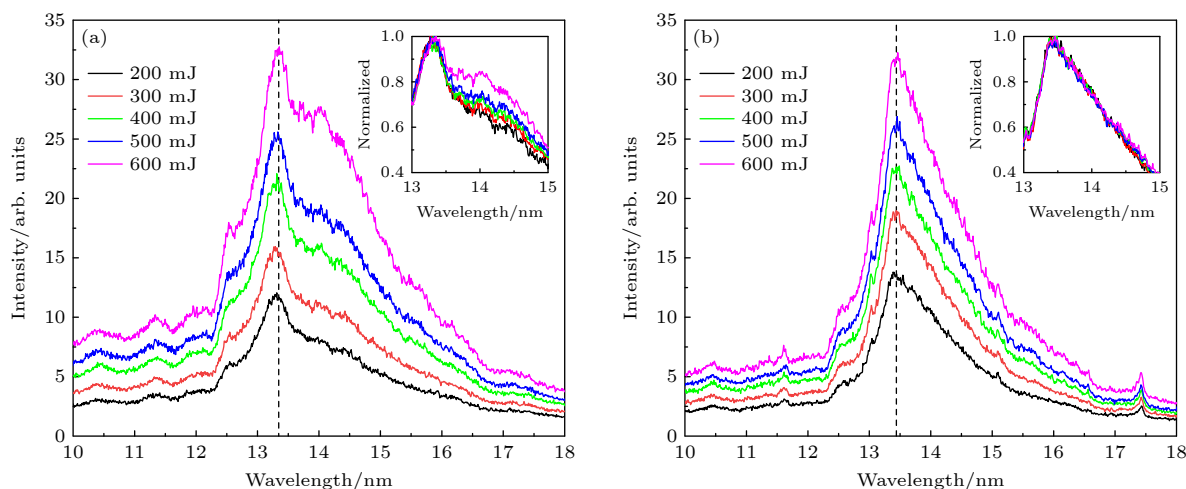 (a)
200 mJ
300 mJ
400 mJ
500 mJ
600 mJ
Intensity/arb. units
35
30
25
20
15
10
5
0
10 11 12 13 14 15 16 17 18
Wavelength/nm
Normalized
1.0
0.8
0.6
0.4
13 14 15
Wavelength/nm
(b)
200 mJ
300 mJ
400 mJ
500 mJ
600 mJ
Intensity/arb. units
35
30
25
20
15
10
5
0
10 11 12 13 14 15 16 17 18
Wavelength/nm
Normalized
1.0
0.8
0.6
0.4
13 14 15
Wavelength/nm